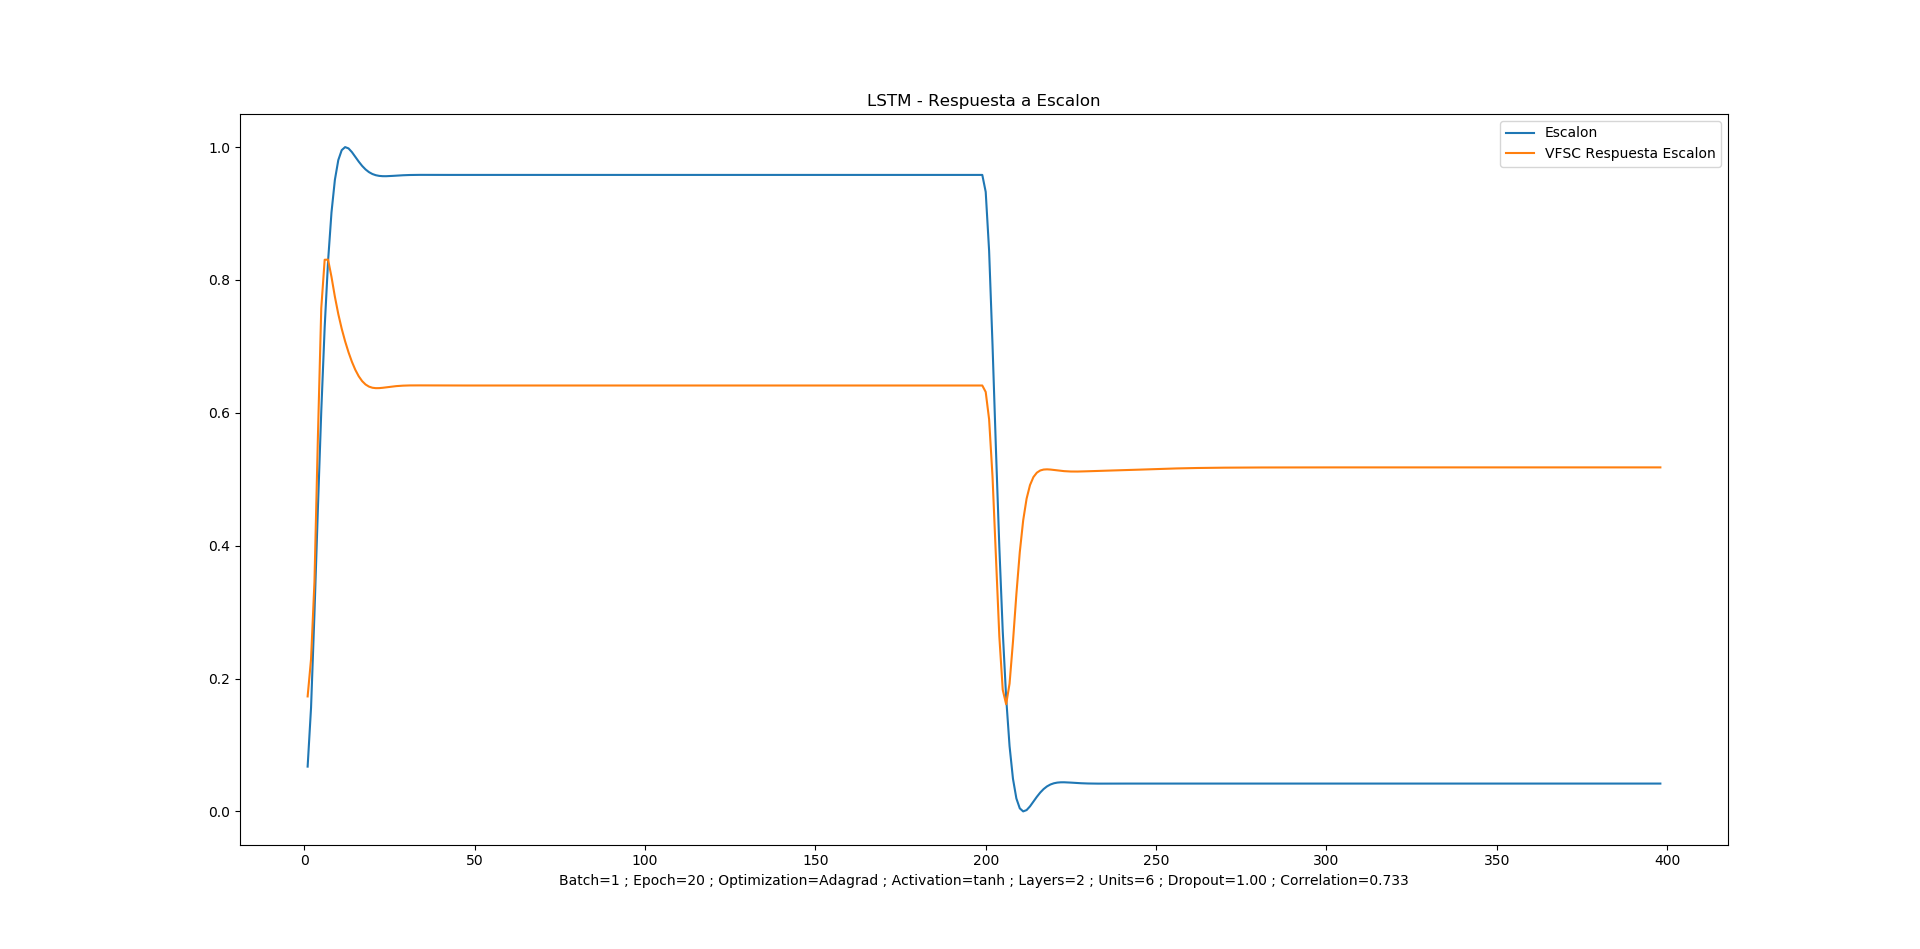 LSTM - Respuesta a Escalon
Escalon
VFSC Respuesta Escalon
1.0
0.8
0.6
0.4
0.2
0.0
0 50 100 150 200 250 300 350 400
Batch=1 ; Epoch=20 ; Optimization=Adagrad ; Activation=tanh ; Layers=2 ; Units=6 ; Dropout=1.00 ; Correlation=0.733